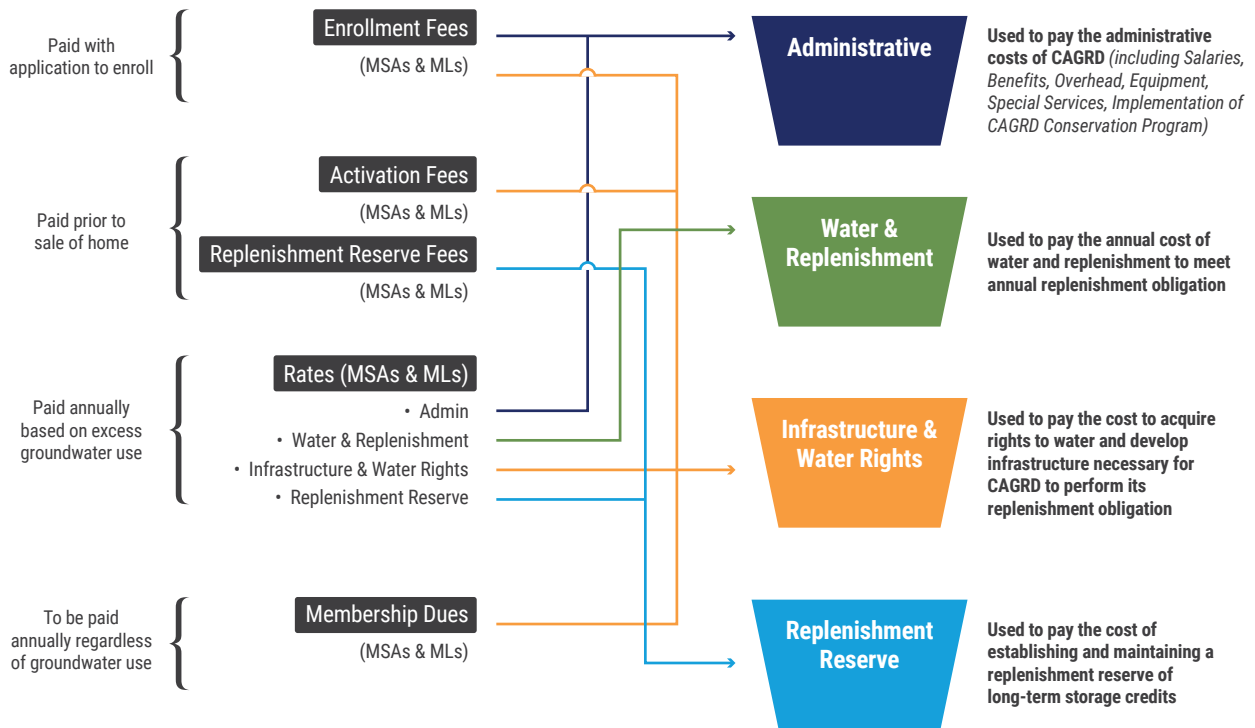 Paid with
application to enroll
Enrollment Fees
(MSAs & MLs)
Administrative
Used to pay the administrative
costs of CAGRD (including Salaries,
Benefits, Overhead, Equipment,
Special Services, Implementation of
CAGRD Conservation Program)
Paid prior to
sale of home
Activation Fees
(MSAs & MLs)
Replenishment Reserve Fees
(MSAs & MLs)
Water &
Replenishment
Used to pay the annual cost of
water and replenishment to meet
annual replenishment obligation
Paid annually
based on excess
groundwater use
Rates (MSAs & MLs)
• Admin
• Water & Replenishment
• Infrastructure & Water Rights
• Replenishment Reserve
Infrastructure &
Water Rights
Used to pay the cost to acquire
rights to water and develop
infrastructure necessary for
CAGRD to perform its
replenishment obligation
To be paid
annually regardless
of groundwater use
Membership Dues
(MSAs & MLs)
Replenishment
Reserve
Used to pay the cost of
establishing and maintaining a
replenishment reserve of
long-term storage credits